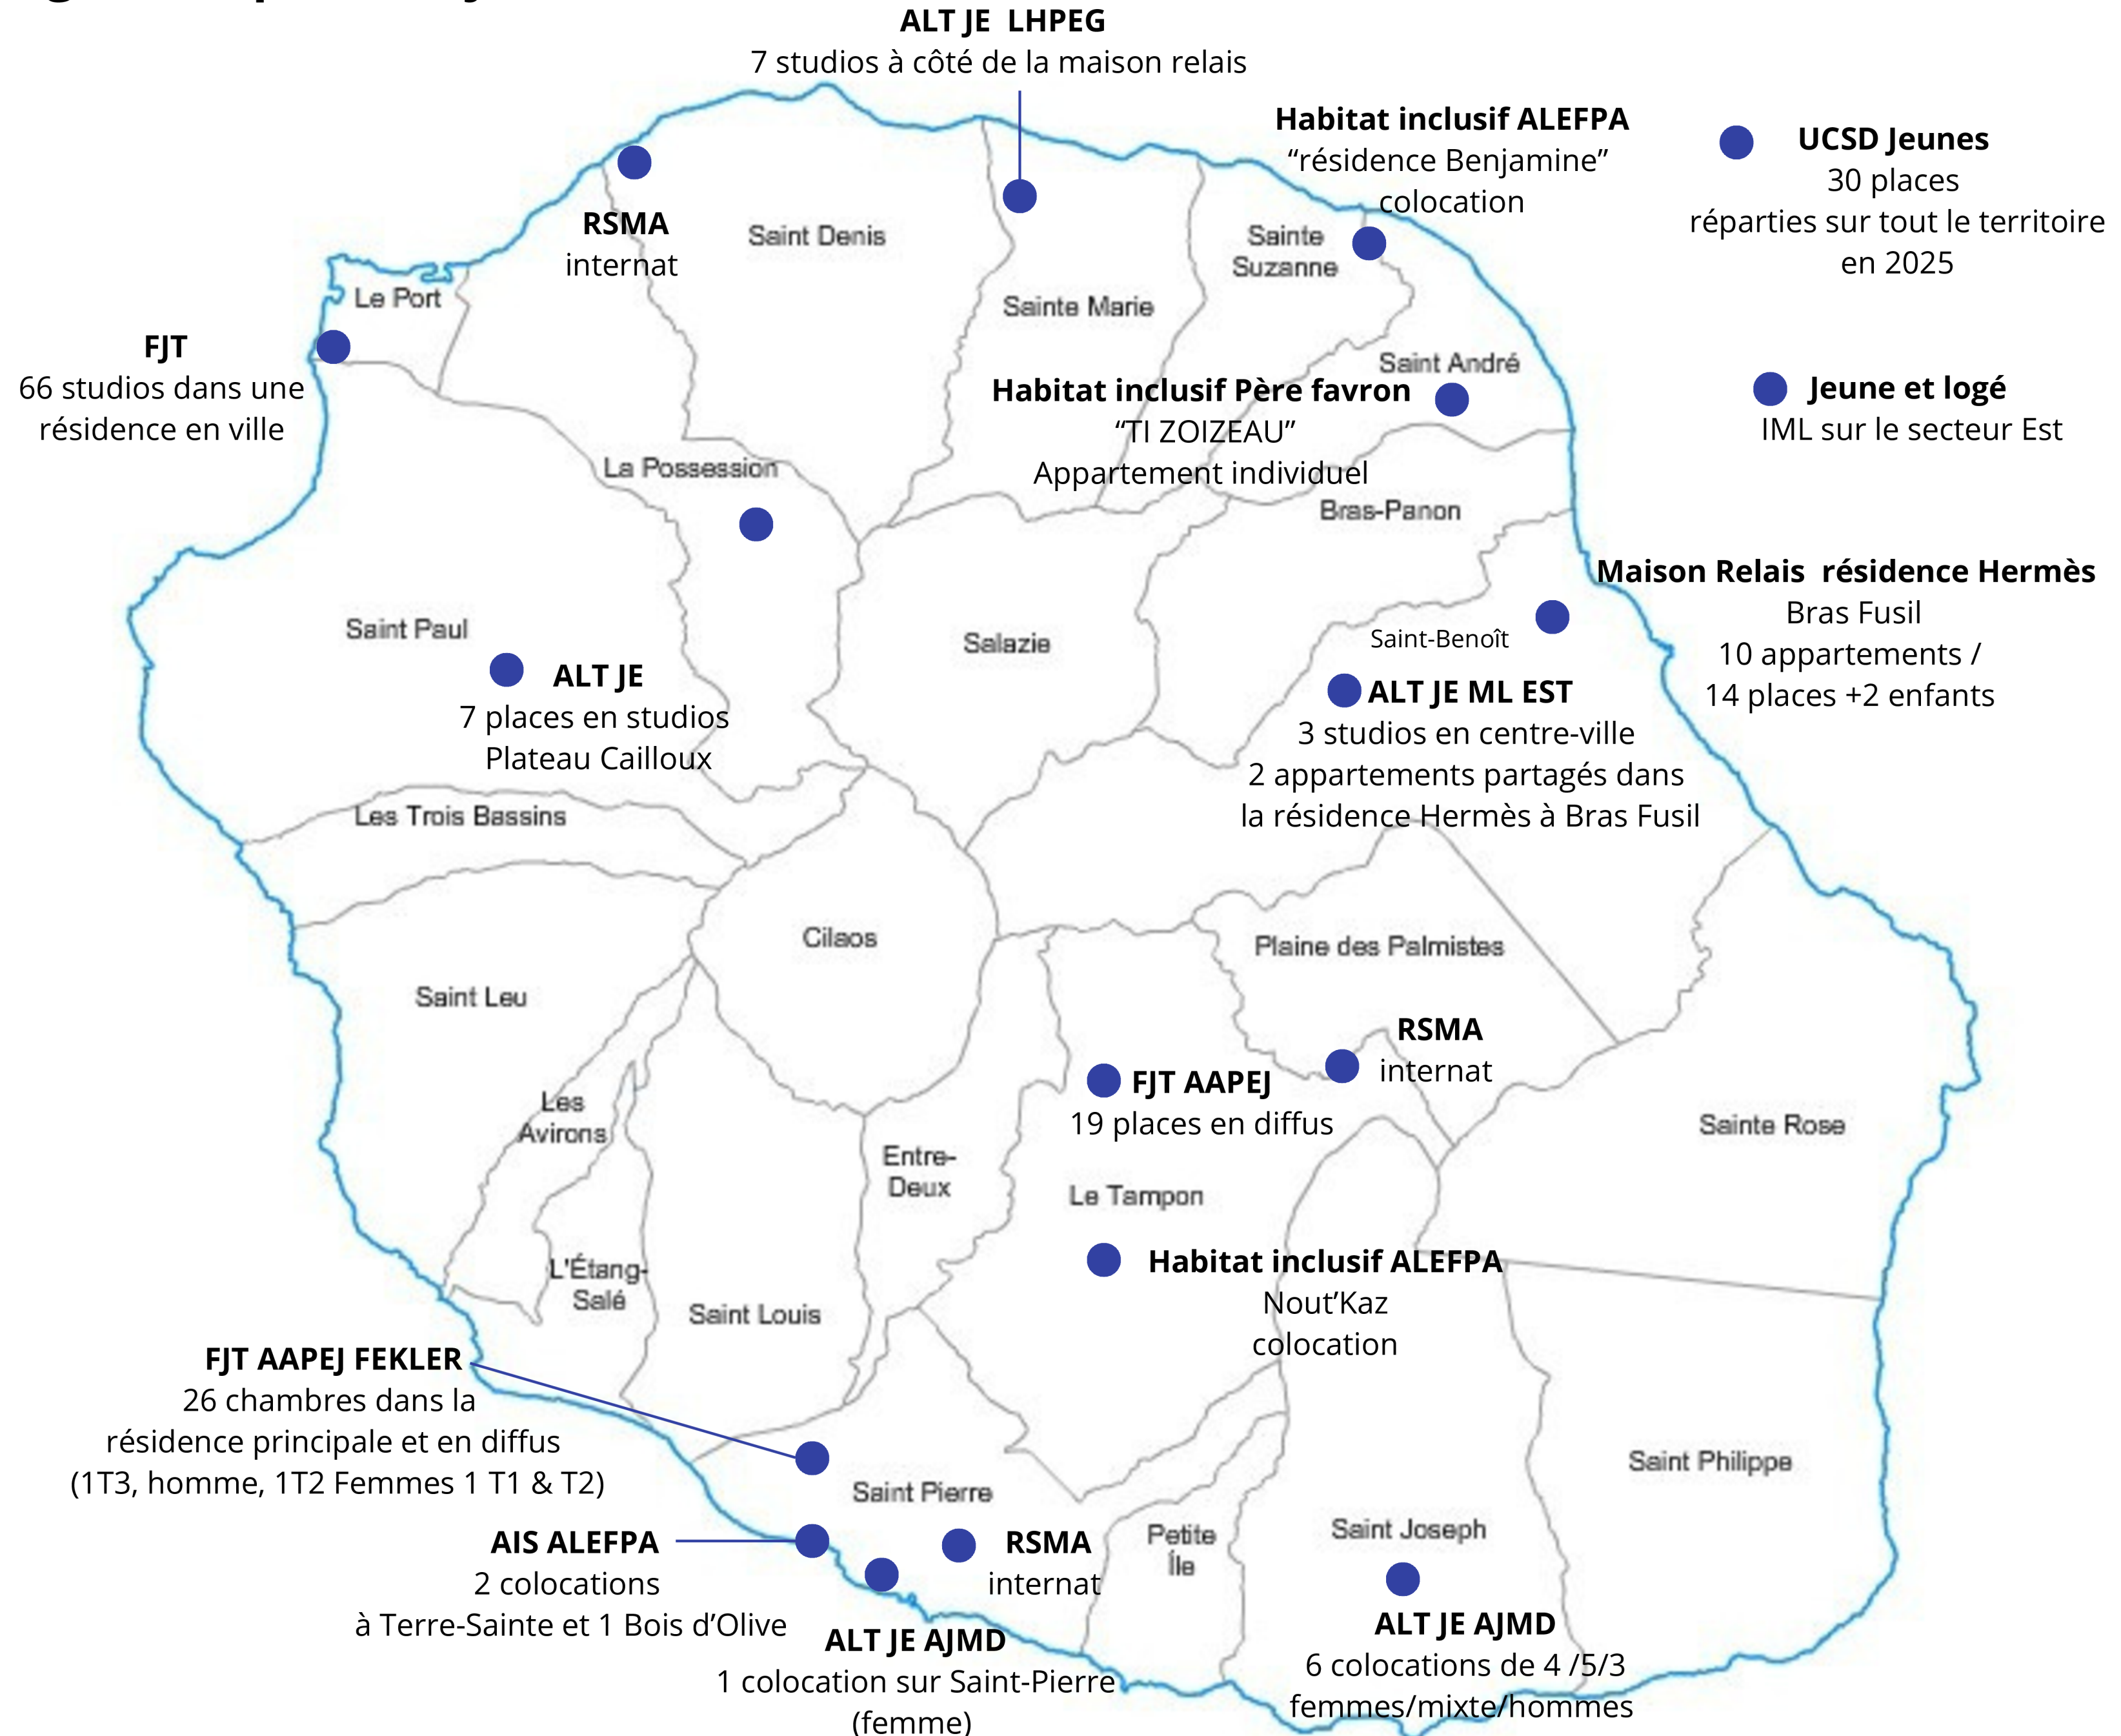 ALT JE LHPEG
7 studios à côté de la maison relais
Habitat inclusif ALEFPA
“résidence Benjamine”
colocation
UCSD Jeunes
30 places
réparties sur tout le territoire
en 2025
RSMA
internat
Saint Denis
Sainte
Suzanne
Le Port
Sainte Marie
FJT
66 studios dans une
résidence en ville
Saint André
Habitat inclusif Père favron
“TI ZOIZEAU”
Appartement individuel
Jeune et logé
IML sur le secteur Est
La Possession
Bras-Panon
Maison Relais résidence Hermès
Bras Fusil
10 appartements /
14 places +2 enfants
Saint Paul
Salazie
Saint-Benoît
ALT JE
7 places en studios
Plateau Cailloux
ALT JE ML EST
3 studios en centre-ville
2 appartements partagés dans
la résidence Hermès à Bras Fusil
Les Trois Bassins
Cilaos
Plaine des Palmistes
Saint Leu
RSMA
internat
FJT AAPEJ
19 places en diffus
Les
Avirons
Sainte Rose
Entre-
Deux
Le Tampon
L'Étang-
Salé
Saint Louis
Habitat inclusif ALEFPA
Nout’Kaz
colocation
FJT AAPEJ FEKLER
26 chambres dans la
résidence principale et en diffus
(1T3, homme, 1T2 Femmes 1 T1 & T2)
Saint Pierre
Saint Philippe
AIS ALEFPA
2 colocations
à Terre-Sainte et 1 Bois d’Olive
RSMA
internat
Petite
Île
Saint Joseph
ALT JE AJMD
1 colocation sur Saint-Pierre
(femme)
ALT JE AJMD
6 colocations de 4 /5/3
femmes/mixte/hommes